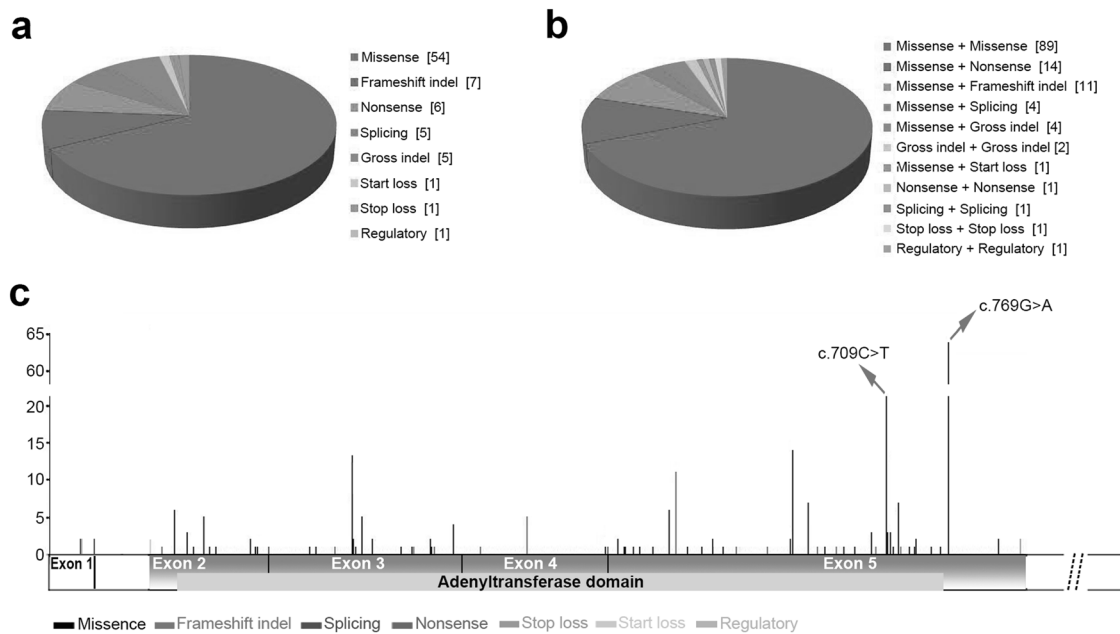 a
Missense [54]
Frameshift indel [7]
Nonsense [6]
Splicing [5]
Gross indel [5]
Start loss [1]
Stop loss [1]
Regulatory [1]
b
Missense + Missense [89]
Missense + Nonsense [14]
Missense + Frameshift indel [11]
Missense + Splicing [4]
Missense + Gross indel [4]
Gross indel + Gross indel [2]
Missense + Start loss [1]
Nonsense + Nonsense [1]
Splicing + Splicing [1]
Stop loss + Stop loss [1]
Regulatory + Regulatory [1]
c
c.769G>A
c.709C>T
65
60
20
15
10
5
0
Exon 1 Exon 2 Exon 3 Exon 4 Exon 5
Adenyltransferase domain
Missence Frameshift indel Splicing Nonsense Stop loss Start loss Regulatory